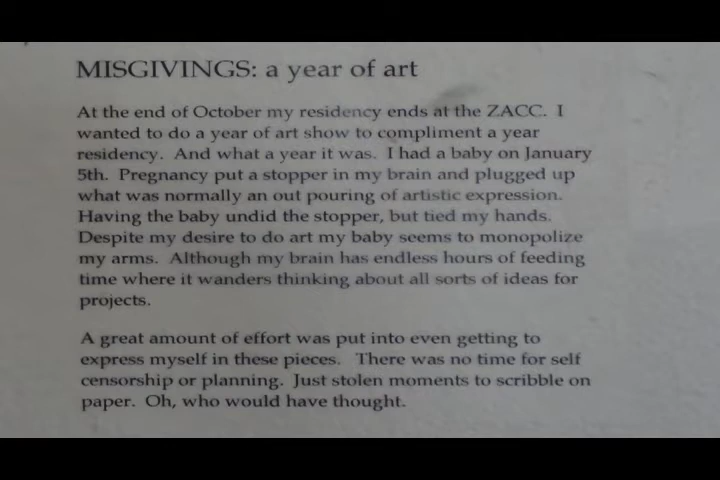 MISGIVINGS: a year of art
At the end of October my residency ends at the ZACC. I
wanted to do a year of art show to compliment a year
residency. And what a year it was. I had a baby on January
5th. Pregnancy put a stopper in my brain and plugged up
what was normally an out pouring of artistic expression.
Having the baby undid the stopper, but tied my hands.
Despite my desire to do art my baby seems to monopolize
my arms. Although my brain has endless hours of feeding
time where it wanders thinking about all sorts of ideas for
projects.
A great amount of effort was put into even getting to
express myself in these pieces. There was no time for self
censorship or planning. Just stolen moments to scribble on
paper. Oh, who would have thought.